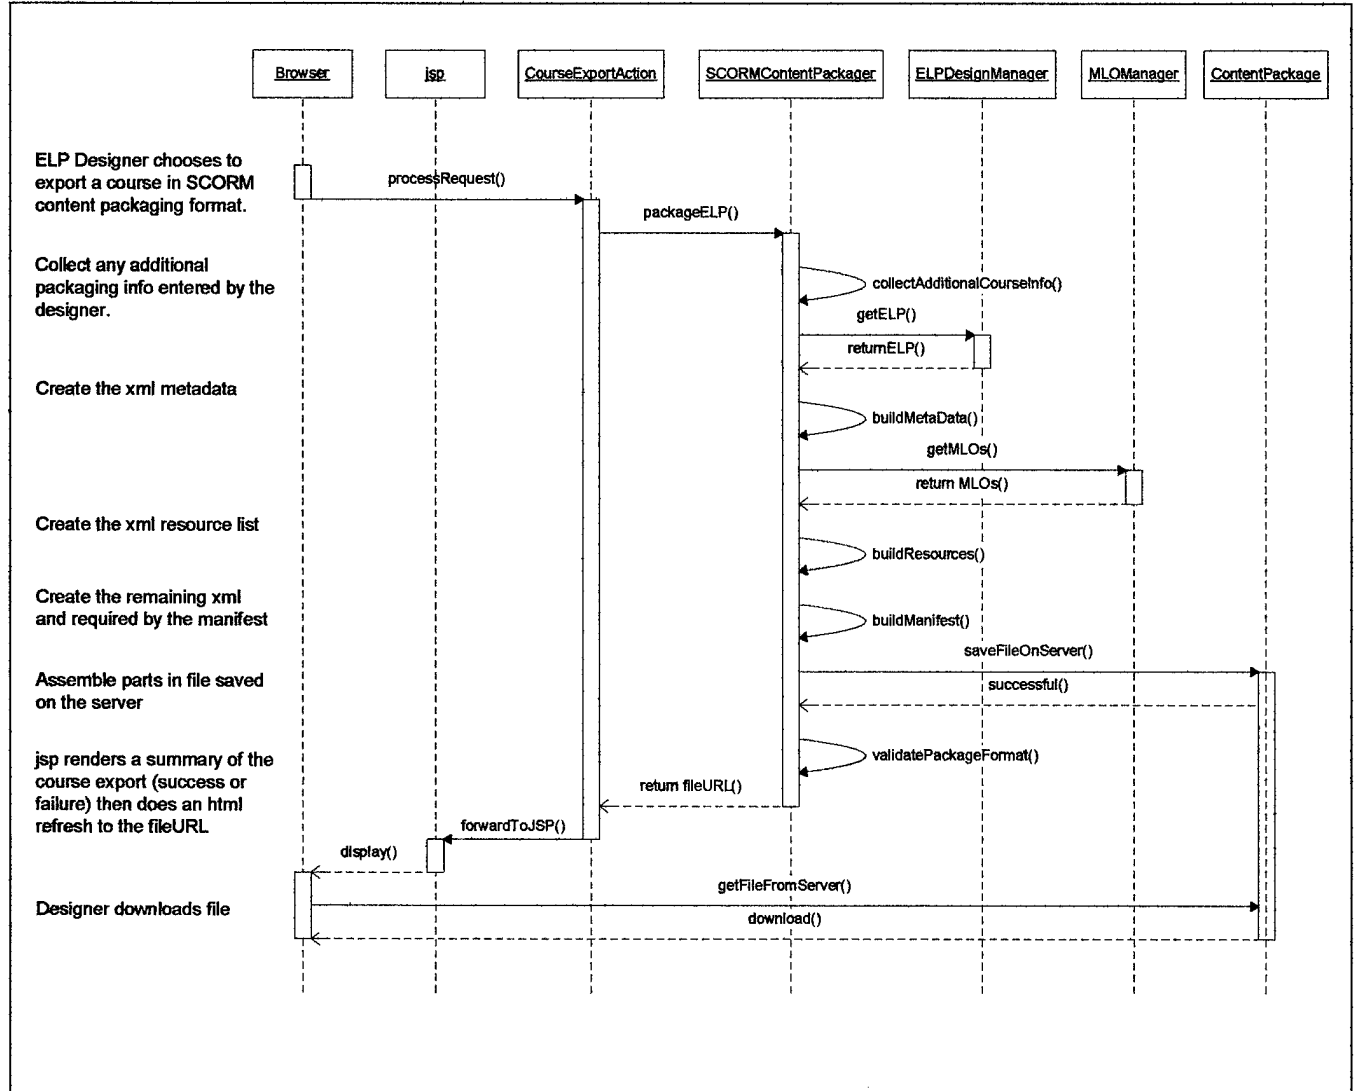 Browser
jsp
CourseExportAction
SCORMContentPackager
ELPDesignManager
MLOManager
ContentPackage
ELP Designer chooses to
export a course in SCORM
content packaging format.
processRequest()
packageELP()
Collect any additional
packaging info entered by the
designer.
collectAdditionalCourseInfo()
getELP()
returnELP()
Create the xml metadata
buildMetaData()
getMLOs()
return MLOs()
Create the xml resource list
buildResources()
Create the remaining xml
and required by the manifest
buildManifest()
saveFileOnServer()
Assemble parts in file saved
on the server
successful()
jsp renders a summary of the
course export (success or
failure) then does an html
refresh to the fileURL
validatePackageFormat()
return fileURL()
forwardToJSP()
display()
getFileFromServer()
Designer downloads file
download()